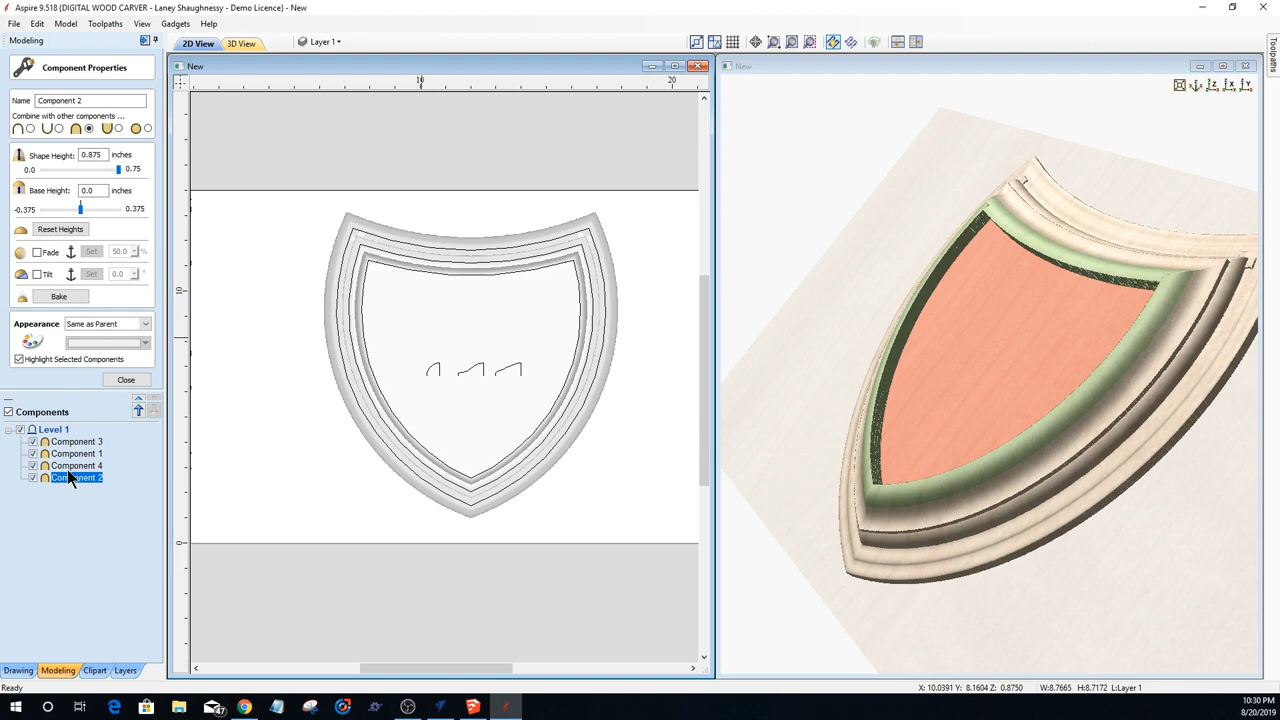 Aspire 9.518 {DIGITAL WOOD CARVER - Laney Shaughnessy - Demo Licence} - New
File Edit Model Toolpaths View Gadgets Help
Modeling
2D View 3D View Layer 1
Component Properties
New
New
Toolpaths
10 20
Name Component 2
Combine with other components ...
Shape Height: 0.875 inches
0.0 0.75
Base Height: 0.0 inches
-0.375 0.375
Reset Heights
Fade Set 50.0 %
Tilt Set 0.0 °
Bake
10
Appearance Same as Parent
Highlight Selected Components
Close
Components
Level 1
Component 3
Component 1
Component 4
Component 2
0
Drawing Modeling Clipart Layers
Ready
X: 10.0391 Y: 8.1604 Z: 0.8750 W:8.7665 H:8.7172 L:Layer 1
47
10:30 PM
8/20/2019